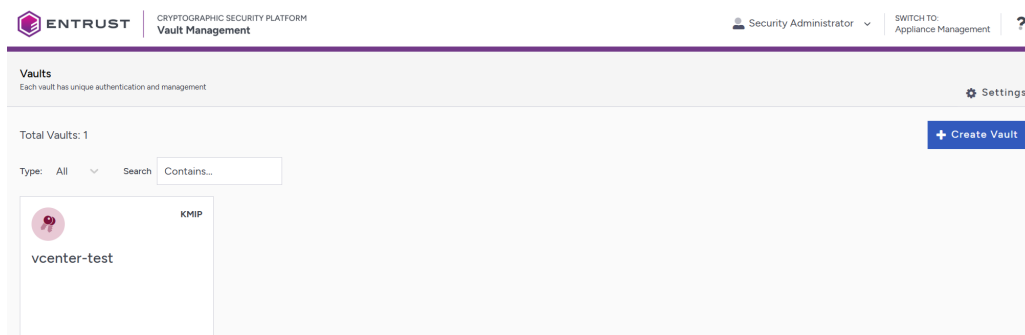 ENTRUST
CRYPTOGRAPHIC SECURITY PLATFORM
Vault Management
Security Administrator
SWITCH TO:
Appliance Management
?
Vaults
Each vault has unique authentication and management
Settings
Total Vaults: 1
+ Create Vault
Type: All
Search Contains...
KMIP
vcenter-test